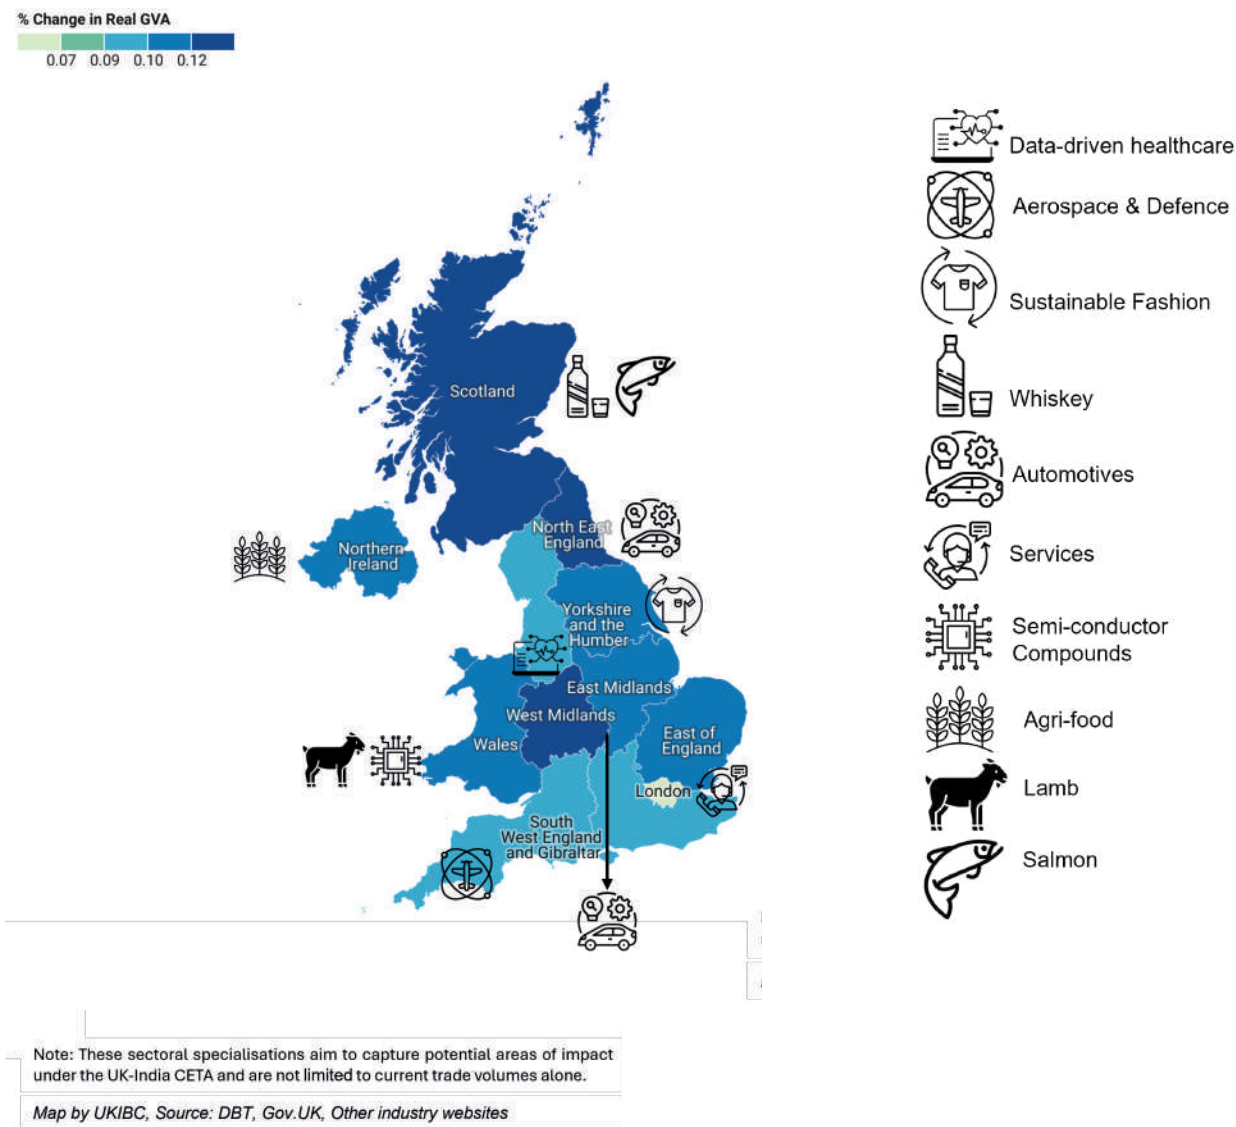 % Change in Real GVA
0.07 0.09 0.10 0.12
Scotland
North East
England
Northern
Ireland
Yorkshire
and the
Humber
East Midlands
West Midlands
Wales
East of
England
London
South
West England
and Gibraltar
Data-driven healthcare
Aerospace & Defence
Sustainable Fashion
Whiskey
Automotives
Services
Semi-conductor
Compounds
Agri-food
Lamb
Salmon
Note: These sectoral specialisations aim to capture potential areas of impact
under the UK-India CETA and are not limited to current trade volumes alone.
Map by UKIBC, Source: DBT, Gov.UK, Other industry websites